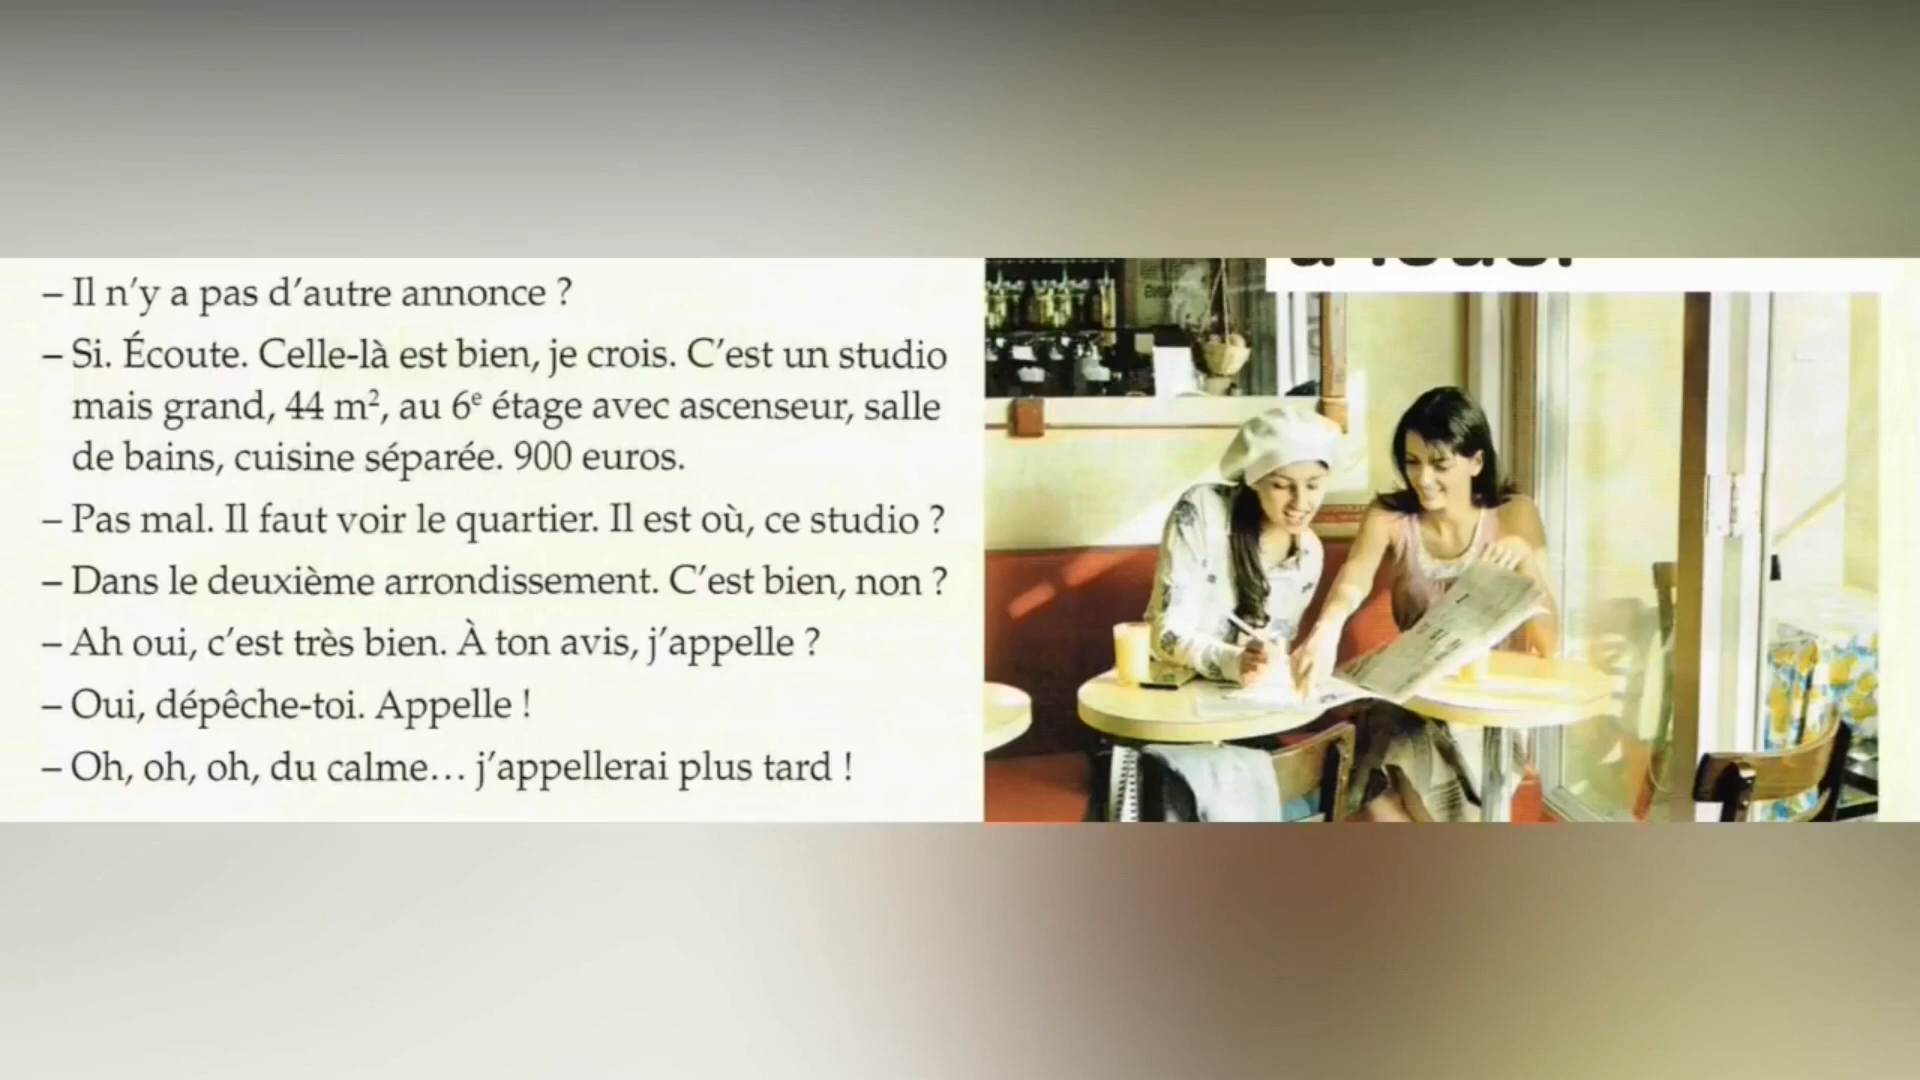 – Il n'y a pas d'autre annonce ?
– Si. Écoute. Celle-là est bien, je crois. C'est un studio
mais grand, 44 m², au 6ᵉ étage avec ascenseur, salle
de bains, cuisine séparée. 900 euros.
– Pas mal. Il faut voir le quartier. Il est où, ce studio ?
– Dans le deuxième arrondissement. C'est bien, non ?
– Ah oui, c'est très bien. À ton avis, j'appelle ?
– Oui, dépêche-toi. Appelle !
– Oh, oh, oh, du calme… j'appellerai plus tard !